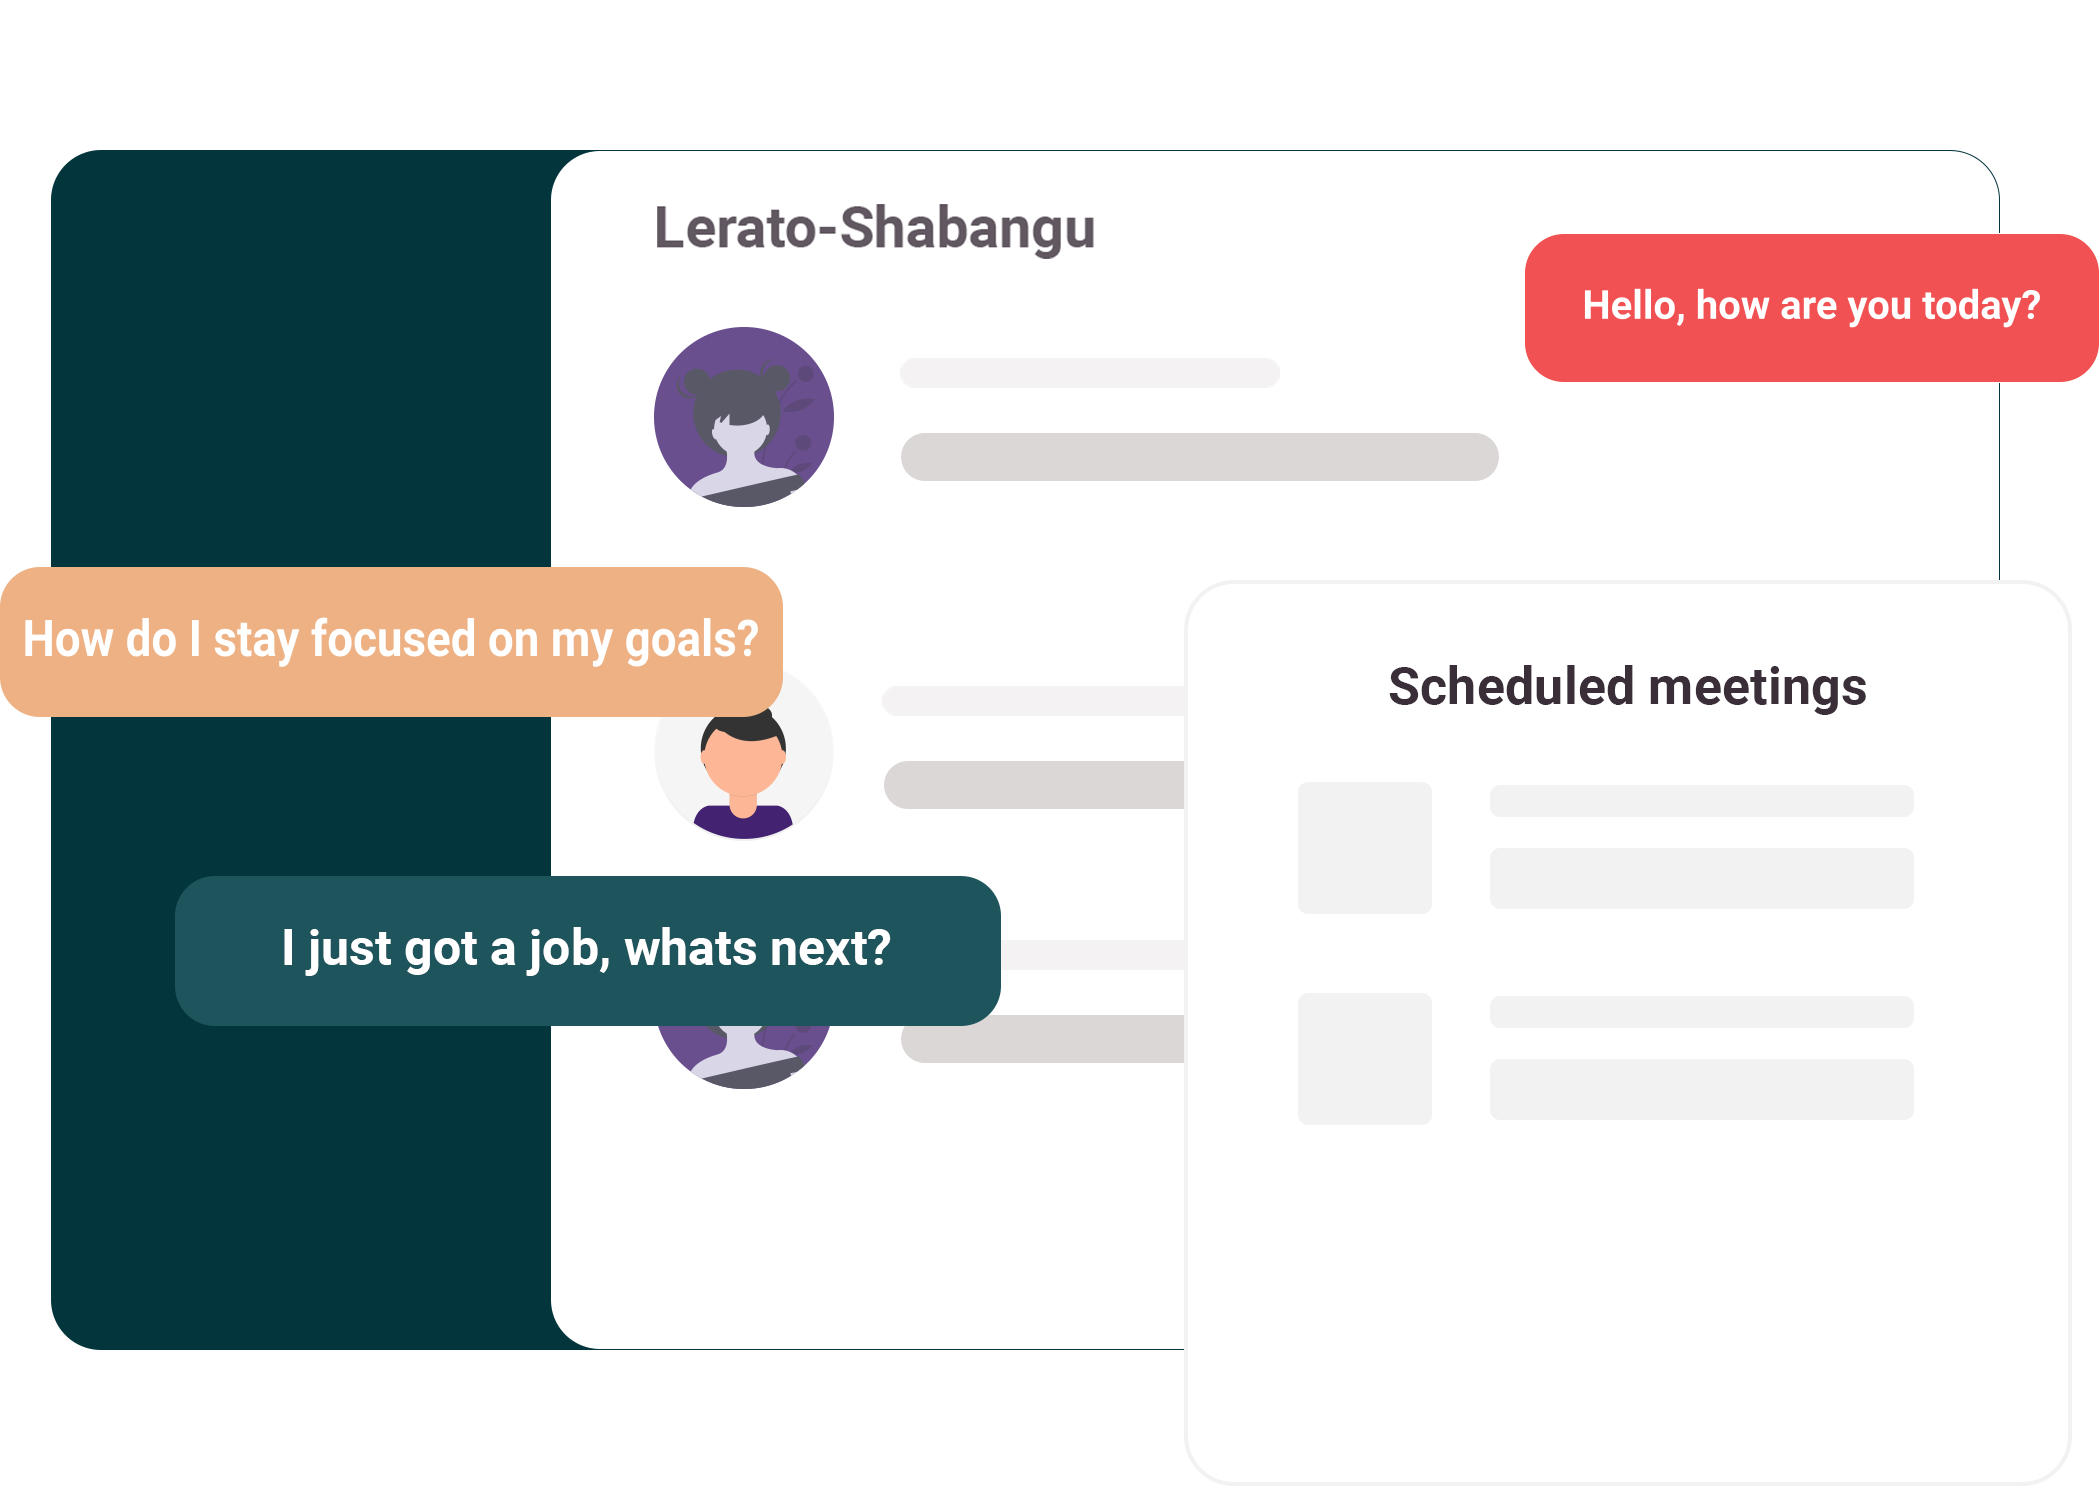 Lerato-Shabangu
Hello, how are you today?
How do I stay focused on my goals?
Scheduled meetings
I just got a job, whats next?